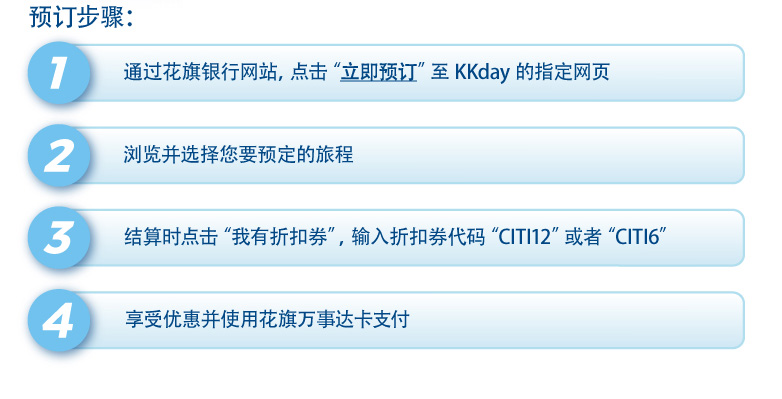 预订步骤：
1 通过花旗银行网站, 点击 “立即预订” 至 KKday 的指定网页
2 浏览并选择您要预定的旅程
3 结算时点击 “我有折扣券” , 输入折扣券代码 “CITI12” 或者 “CITI6”
4 享受优惠并使用花旗万事达卡支付